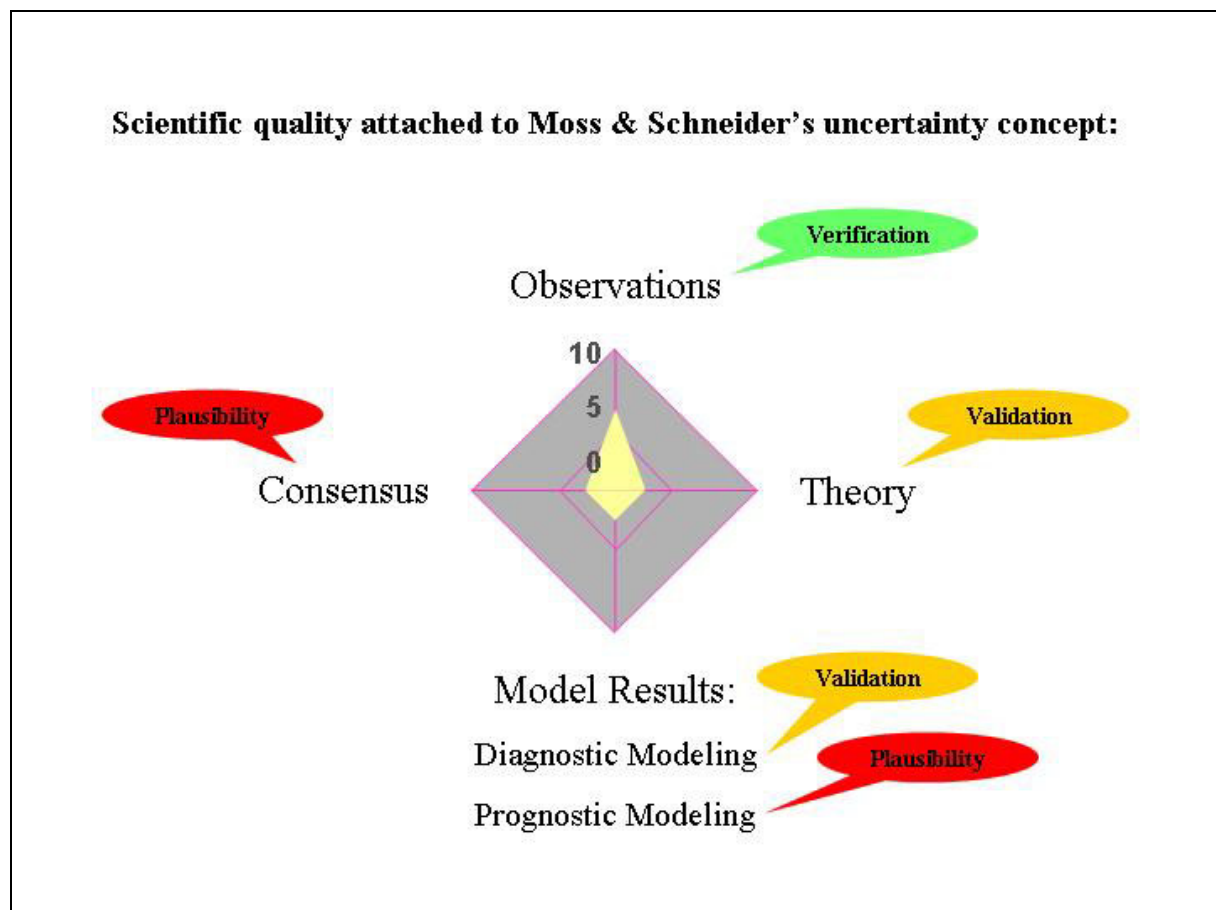 Scientific quality attached to Moss & Schneider's uncertainty concept:
Verification
Observations
10
5
0
Plausibility
Consensus
Validation
Theory
Model Results:
Validation
Diagnostic Modeling
Plausibility
Prognostic Modeling